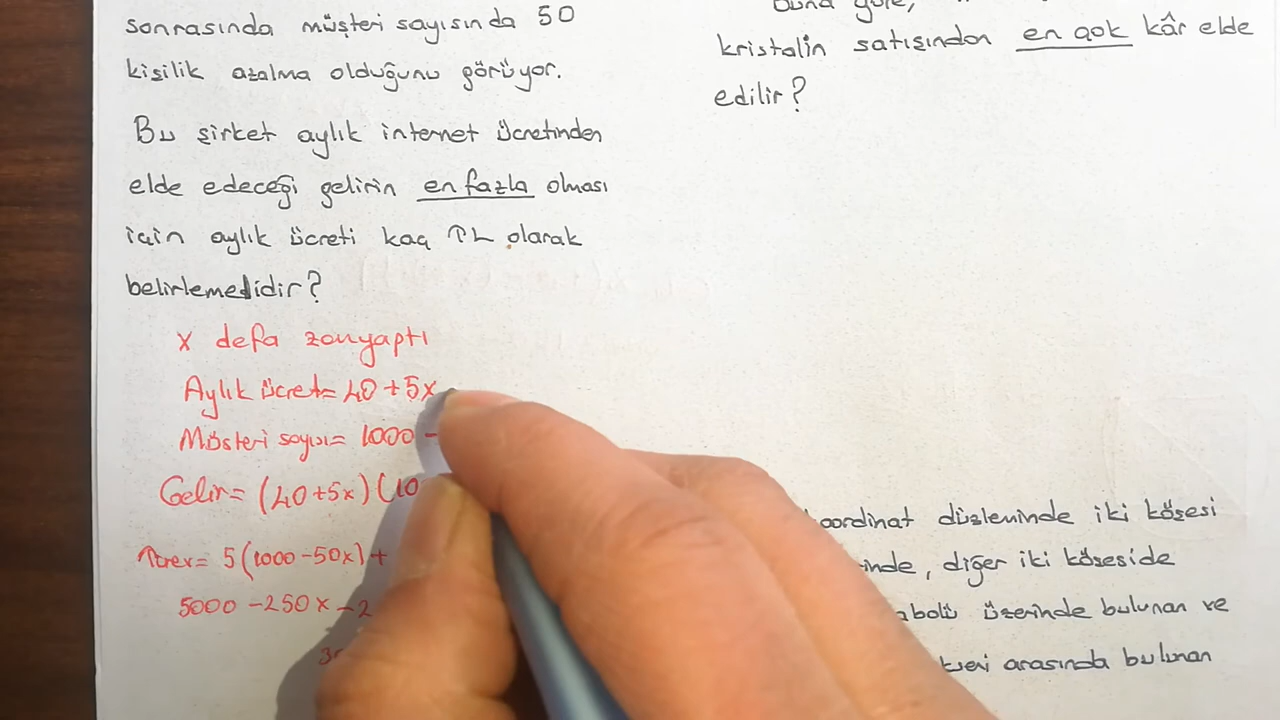 sonrasında müşteri sayısında 50
kişilik azalma olduğunu görüyor.
Bu şirket aylık internet ücretinden
elde edeceği gelirin en fazla olması
için aylık ücreti kaç TL olarak
belirlemelidir?
x defa zam yaptı
Aylık ücret= 40 +5x
Müşteri sayısı= 1000 -
Gelir= (40 +5x) (10
Türev= 5(1000 -50x) +
5000 -250x -2
kristalin satışından en çok kâr elde
edilir?
oordinat düzleminde iki köşesi
inde, diğer iki köşeside
abolü üzerinde bulunan ve
arasında bulunan